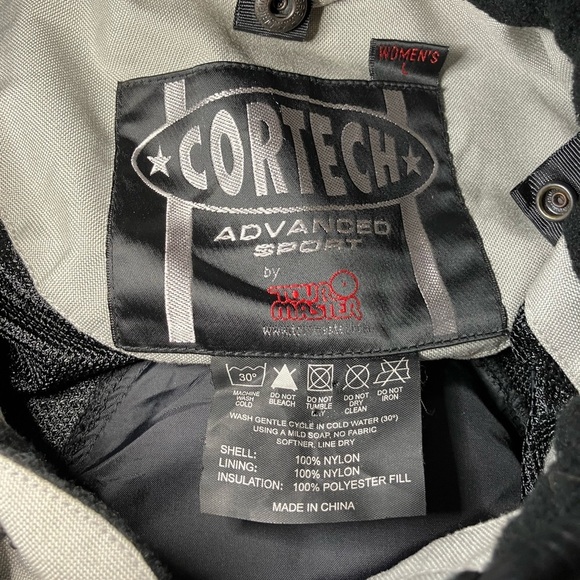 WOMEN'S
L
CORTECH
ADVANCED
SPORT
by
TOUR
MASTER
30°
MACHINE WASH COLD
DO NOT BLEACH
DO NOT TUMBLE DRY
DO NOT DRY CLEAN
DO NOT IRON
WASH GENTLE CYCLE IN COLD WATER (30°)
USING A MILD SOAP, NO FABRIC
SOFTNER, LINE DRY
SHELL: 100% NYLON
LINING: 100% NYLON
INSULATION: 100% POLYESTER FILL
MADE IN CHINA